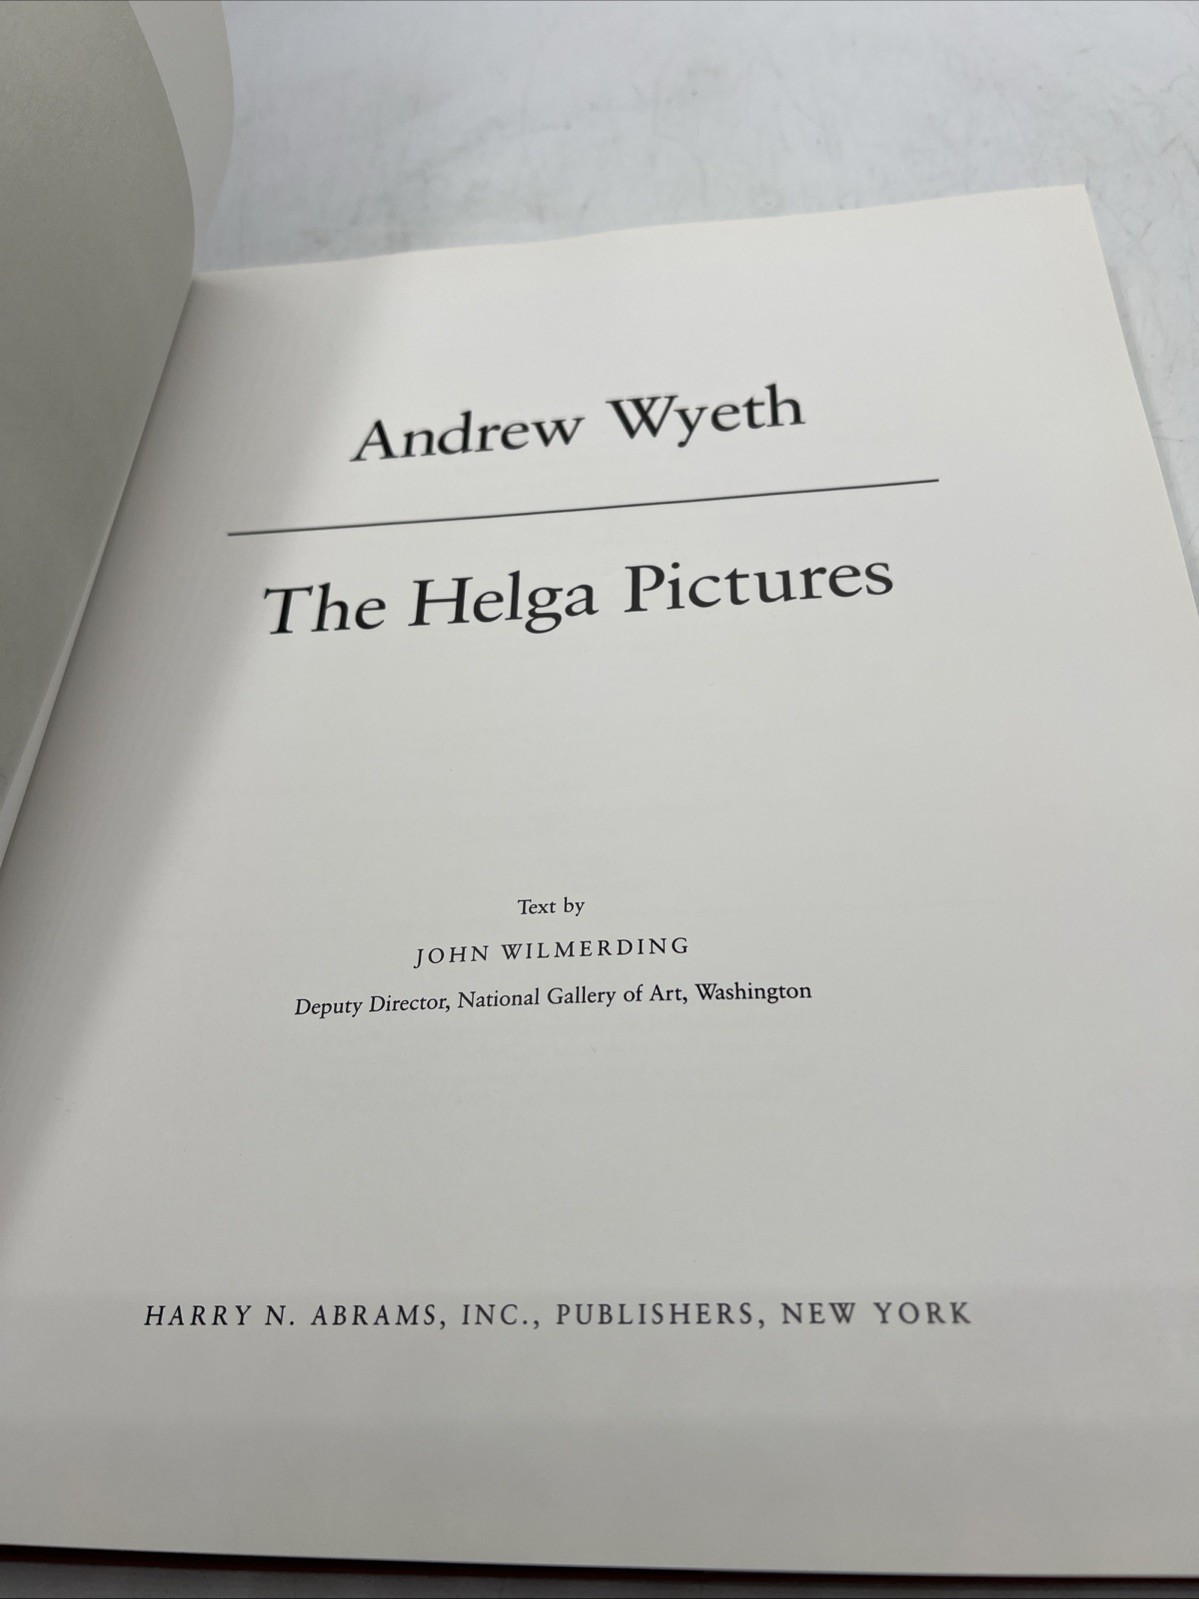 Andrew Wyeth
The Helga Pictures
Text by
JOHN WILMERDING
Deputy Director, National Gallery of Art, Washington
HARRY N. ABRAMS, INC., PUBLISHERS, NEW YORK